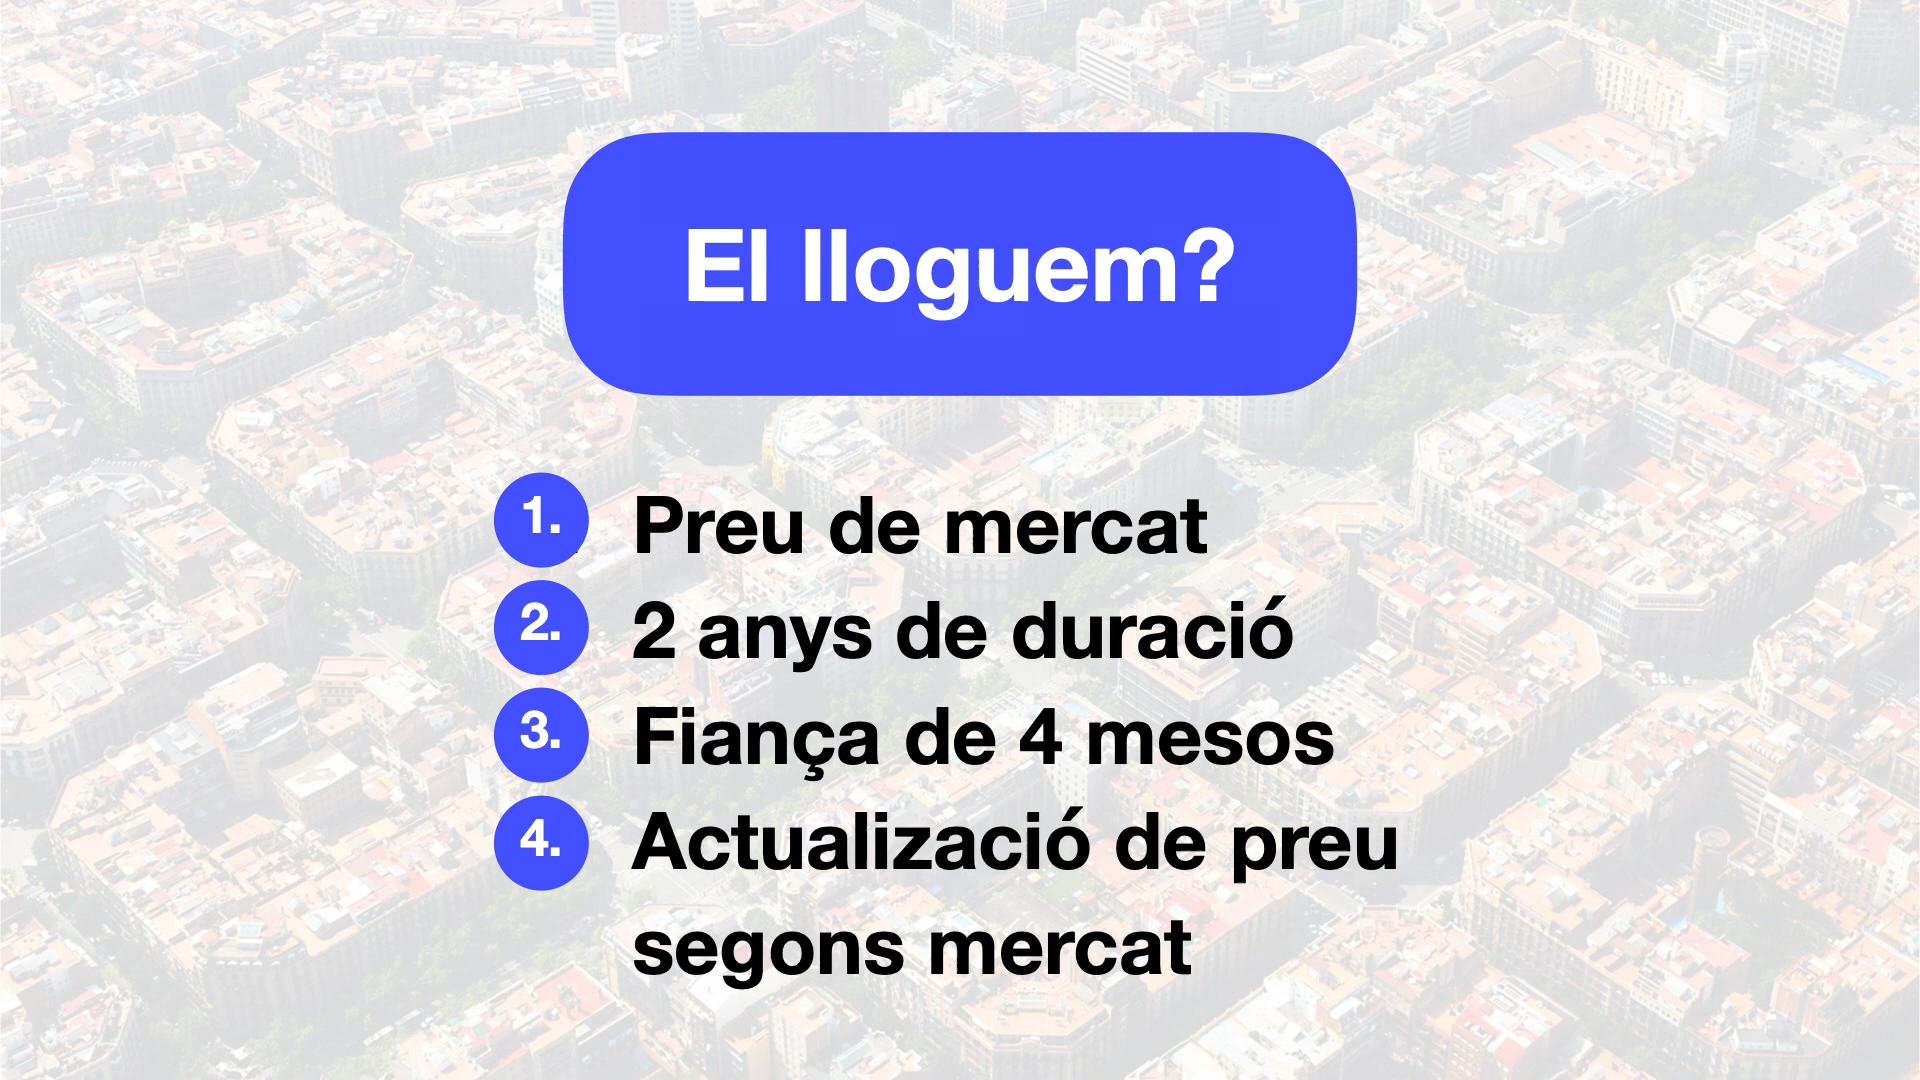 El lloguem?
1. Preu de mercat
2. 2 anys de duració
3. Fiança de 4 mesos
4. Actualizació de preu
segons mercat